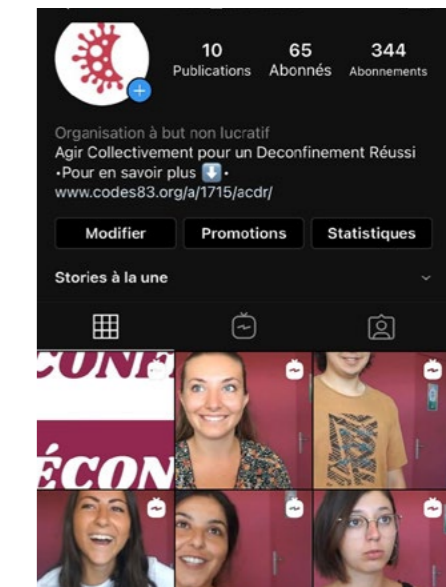 10 65 344
Publications Abonnés Abonnements
Organisation à but non lucratif
Agir Collectivement pour un Deconfinement Réussi
•Pour en savoir plus ⬇️•
www.codes83.org/a/1715/acdr/
Modifier Promotions Statistiques
Stories à la une
CONF
ÉCON